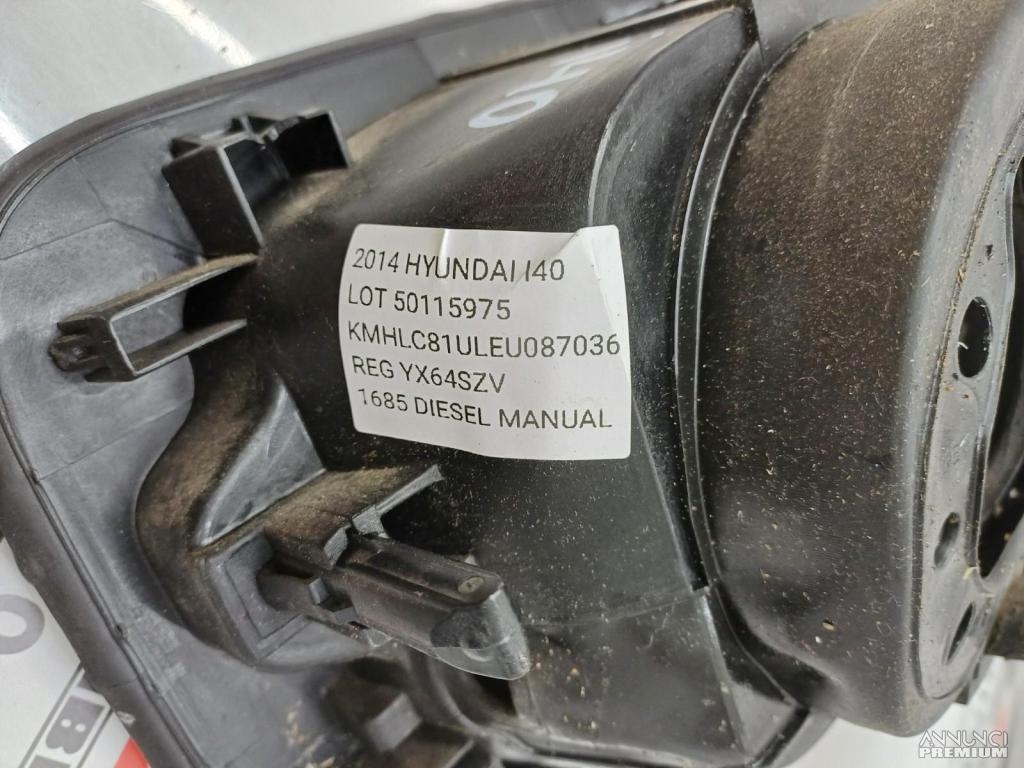 2014 HYUNDAI I40
LOT 50115975
KMHLC81ULEU087036
REG YX64SZV
1685 DIESEL MANUAL
ANNUNCI
PREMIUM